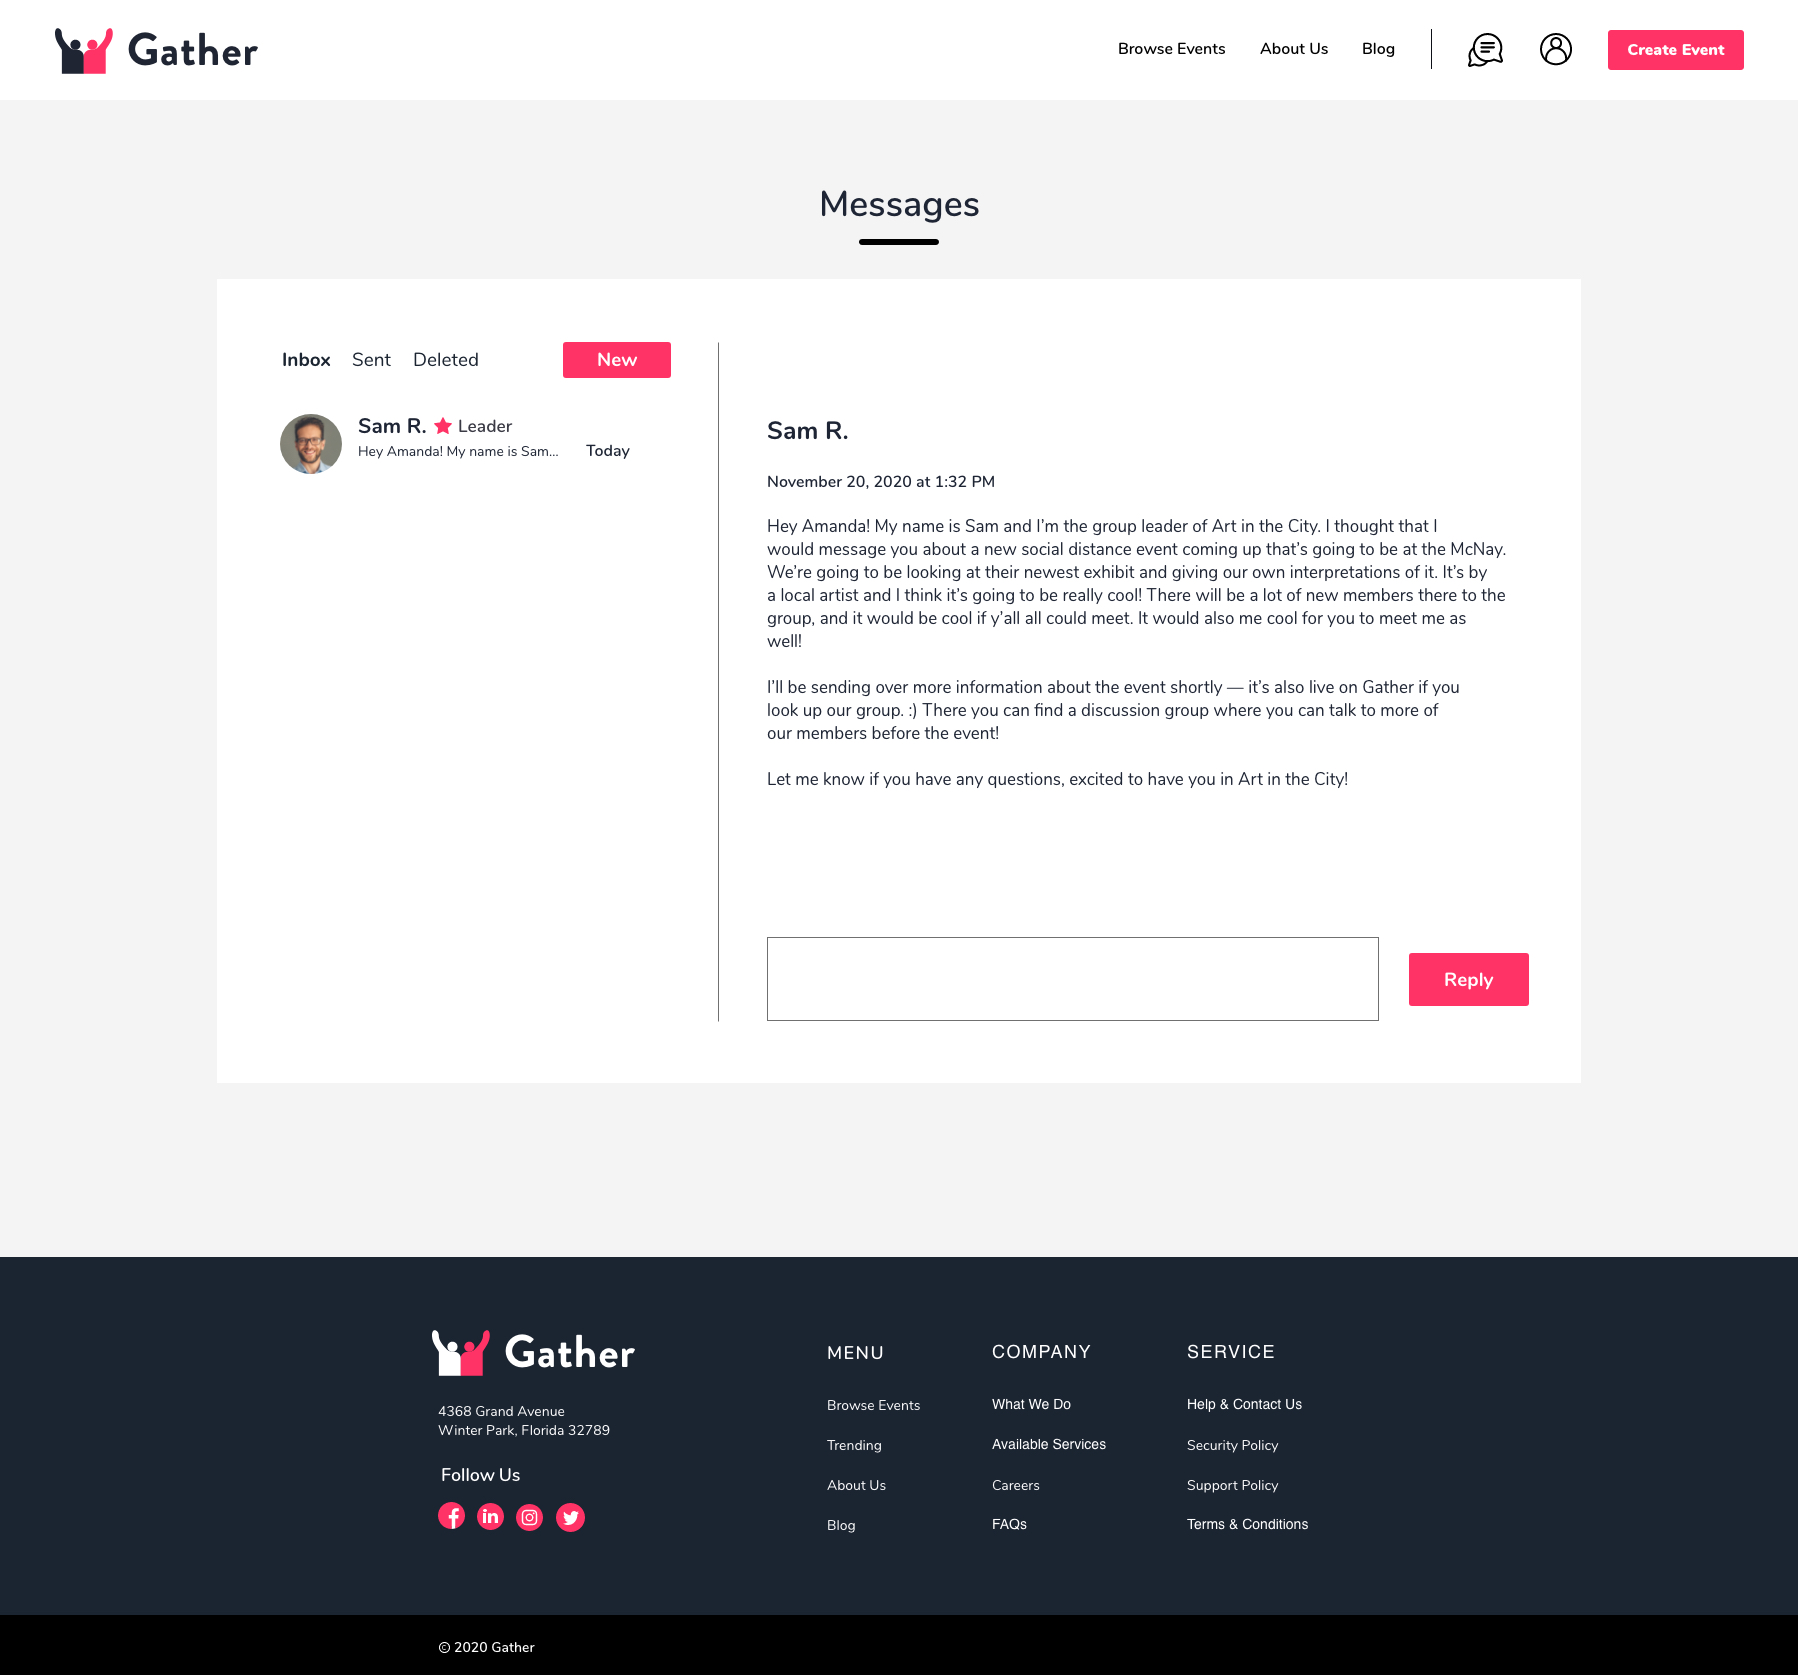 Gather
Browse Events
About Us
Blog
Create Event
Messages
Inbox
Sent
Deleted
New
Sam R.
Leader
Hey Amanda! My name is Sam...
Today
Sam R.
November 20, 2020 at 1:32 PM
Hey Amanda! My name is Sam and I’m the group leader of Art in the City. I thought that I
would message you about a new social distance event coming up that’s going to be at the McNay.
We’re going to be looking at their newest exhibit and giving our own interpretations of it. It’s by
a local artist and I think it’s going to be really cool! There will be a lot of new members there to the
group, and it would be cool if y’all all could meet. It would also me cool for you to meet me as
well!
I’ll be sending over more information about the event shortly — it’s also live on Gather if you
look up our group. :) There you can find a discussion group where you can talk to more of
our members before the event!
Let me know if you have any questions, excited to have you in Art in the City!
Reply
Gather
4368 Grand Avenue
Winter Park, Florida 32789
Follow Us
MENU
Browse Events
Trending
About Us
Blog
COMPANY
What We Do
Available Services
Careers
FAQs
SERVICE
Help & Contact Us
Security Policy
Support Policy
Terms & Conditions
© 2020 Gather